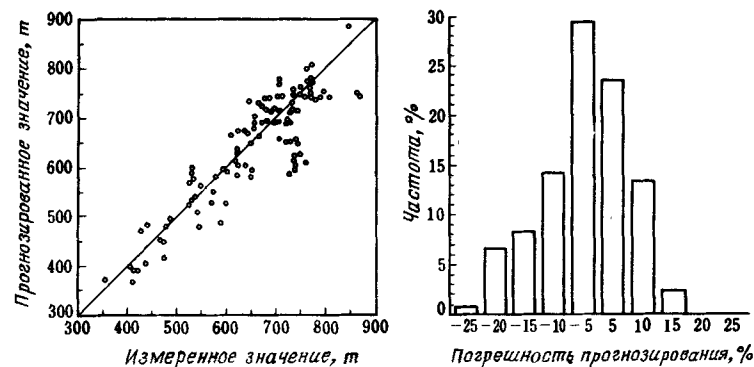 900
800
700
600
500
400
300
300 400 500 600 700 800 900
Прогнозированное значение, т
Измеренное значение, т
30
25
20
15
10
5
0
-25 -20 -15 -10 -5 5 10 15 20 25
Частота, %
Погрешность прогнозирования, %